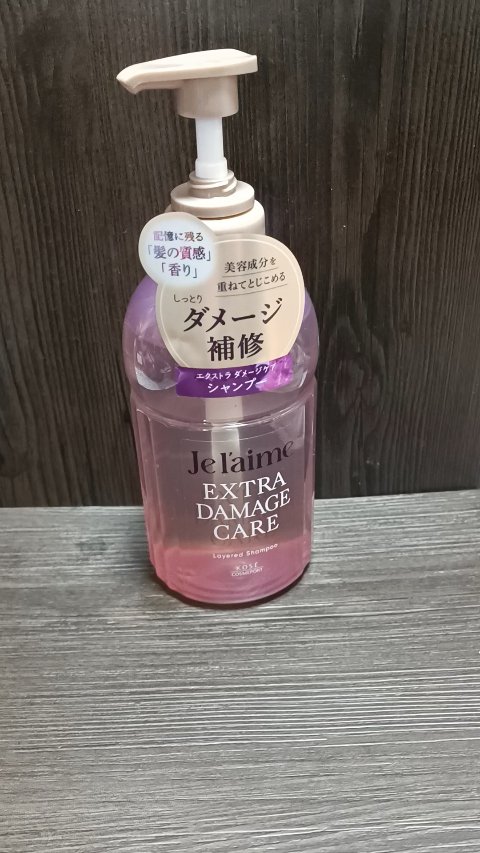 記憶に残る
「髪の質感」
「香り」
美容成分を
重ねてとじこめる
しっとり
ダメージ
補修
エクストラ ダメージケア
シャンプー
Je l'aime
EXTRA
DAMAGE
CARE
Layered Shampoo
KOSÉ
COSMEPORT